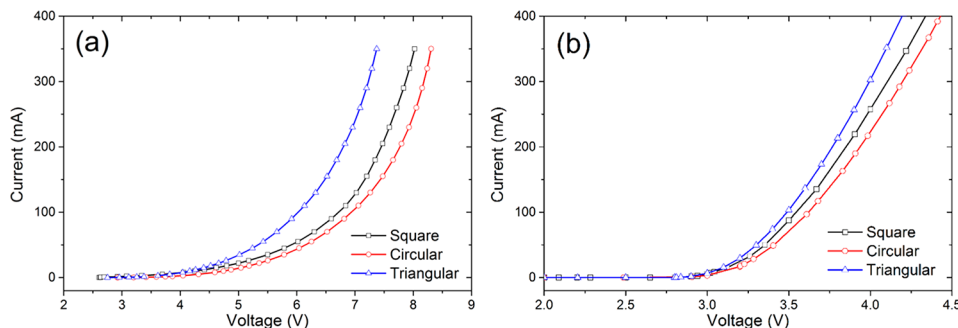 (a)
400
300
200
100
0
Current (mA)
2 3 4 5 6 7 8 9
Voltage (V)
Square
Circular
Triangular
(b)
400
300
200
100
0
Current (mA)
2.0 2.5 3.0 3.5 4.0 4.5
Voltage (V)
Square
Circular
Triangular